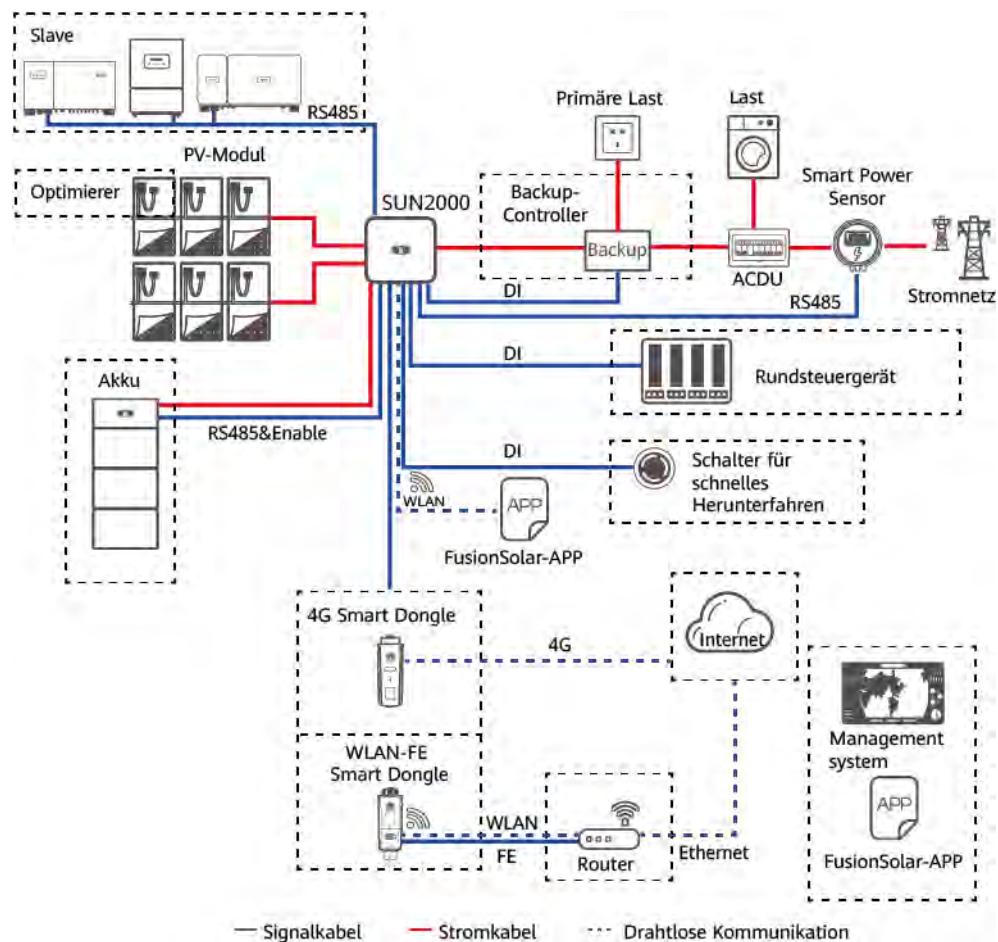 Slave
RS485
PV-Modul
Optimierer
SUN2000
Primäre Last
Last
Backup-
Controller
Backup
Smart Power
Sensor
ACDU
Stromnetz
DI
RS485
DI
Rundsteuergerät
Akku
RS485&Enable
DI
Schalter für
schnelles
Herunterfahren
WLAN
APP
FusionSolar-APP
4G Smart Dongle
4G
Internet
WLAN-FE
Smart Dongle
WLAN
FE
Router
Ethernet
Management
system
APP
FusionSolar-APP
Signalkabel
Stromkabel
Drahtlose Kommunikation